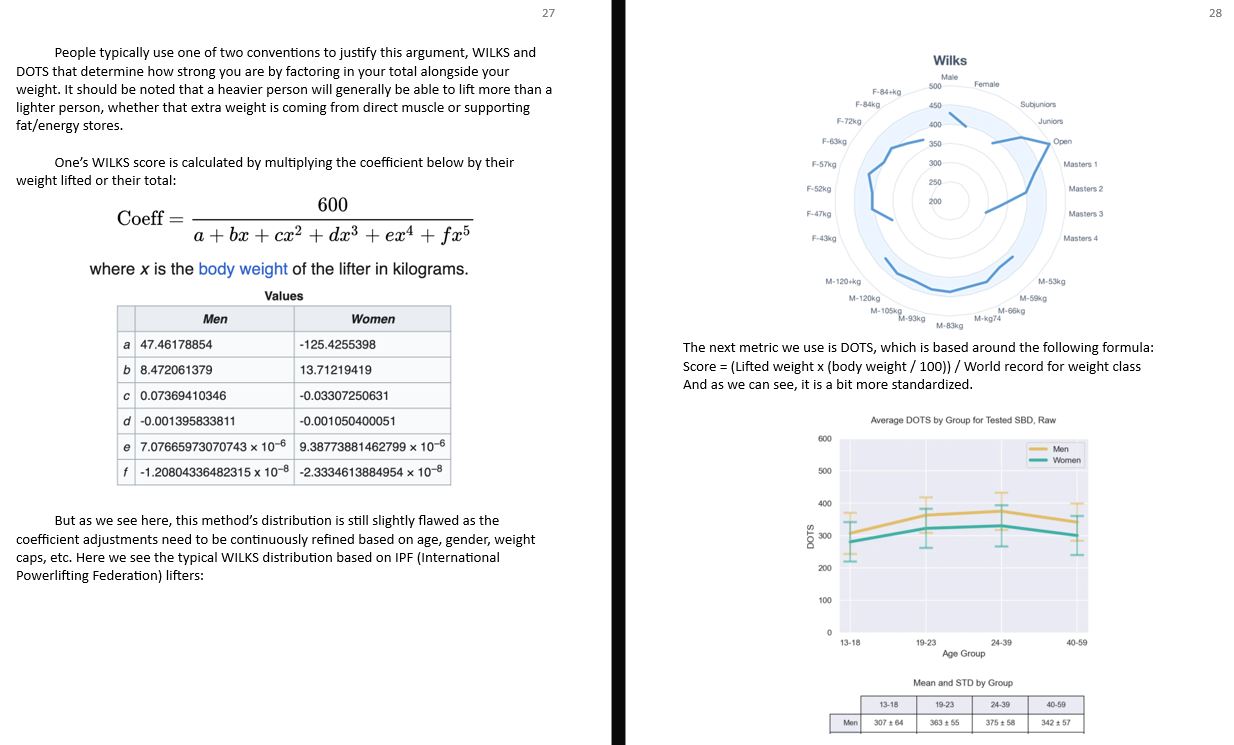 27
People typically use one of two conventions to justify this argument, WILKS and
DOTS that determine how strong you are by factoring in your total alongside your
weight. It should be noted that a heavier person will generally be able to lift more than a
lighter person, whether that extra weight is coming from direct muscle or supporting
fat/energy stores.
One's WILKS score is calculated by multiplying the coefficient below by their
weight lifted or their total:
Coeff = 600 / a + bx + cx² + dx³ + ex⁴ + fx⁵
where x is the body weight of the lifter in kilograms.
Values
Men Women
a 47.46178854 -125.4255398
b 8.472061379 13.71219419
c 0.07369410346 -0.03307250631
d -0.001395833811 -0.001050400051
e 7.07665973070743 × 10⁻⁶ 9.38773881462799 × 10⁻⁶
f -1.20804336482315 x 10⁻⁸ -2.3334613884954 × 10⁻⁸
But as we see here, this method's distribution is still slightly flawed as the
coefficient adjustments need to be continuously refined based on age, gender, weight
caps, etc. Here we see the typical WILKS distribution based on IPF (International
Powerlifting Federation) lifters:
28
Wilks
Male
Female
Subjuniors
Juniors
Open
Masters 1
Masters 2
Masters 3
Masters 4
M-53kg
M-59kg
M-66kg
M-kg74
M-83kg
M-93kg
M-105kg
M-120kg
M-120+kg
F-43kg
F-47kg
F-52kg
F-57kg
F-63kg
F-72kg
F-84kg
F-84+kg
500
450
400
350
300
250
200
The next metric we use is DOTS, which is based around the following formula:
Score = (Lifted weight x (body weight / 100)) / World record for weight class
And as we can see, it is a bit more standardized.
Average DOTS by Group for Tested SBD, Raw
Men
Women
600
500
400
300
200
100
0
DOTS
13-18 19-23 24-39 40-59
Age Group
Mean and STD by Group
13-18 19-23 24-39 40-59
Men 307 ± 64 363 ± 55 375 ± 58 342 ± 57